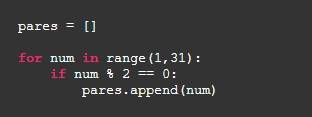 pares = []
for num in range(1,31):
    if num % 2 == 0:
        pares.append(num)